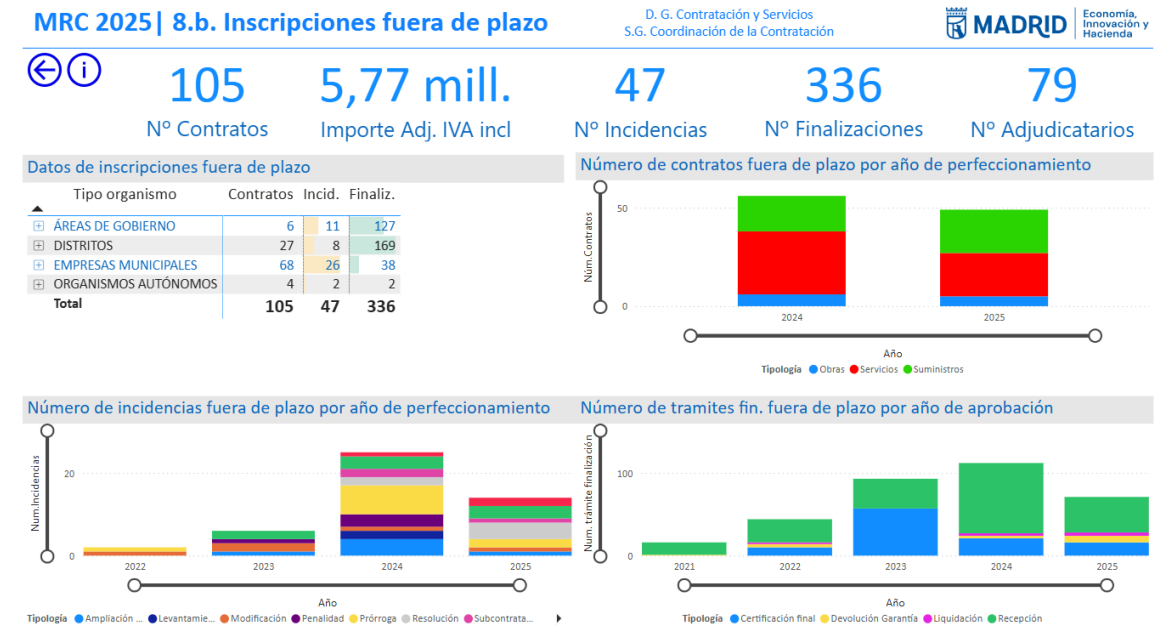 MRC 2025| 8.b. Inscripciones fuera de plazo
D. G. Contratación y Servicios
S.G. Coordinación de la Contratación
MADRID
Economía,
Innovación y
Hacienda
105
Nº Contratos
5,77 mill.
Importe Adj. IVA incl
47
Nº Incidencias
336
Nº Finalizaciones
79
Nº Adjudicatarios
Datos de inscripciones fuera de plazo
Tipo organismo Contratos Incid. Finaliz.
ÁREAS DE GOBIERNO 6 11 127
DISTRITOS 27 8 169
EMPRESAS MUNICIPALES 68 26 38
ORGANISMOS AUTÓNOMOS 4 2 2
Total 105 47 336
Número de contratos fuera de plazo por año de perfeccionamiento
Núm.Contratos
50
0
2024 2025
Año
Tipología Obras Servicios Suministros
Número de incidencias fuera de plazo por año de perfeccionamiento
Num.Incidencias
20
0
2022 2023 2024 2025
Año
Tipología Ampliación ... Levantamie... Modificación Penalidad Prórroga Resolución Subcontrata...
Número de tramites fin. fuera de plazo por año de aprobación
Num. trámite finalización
100
0
2021 2022 2023 2024 2025
Año
Tipología Certificación final Devolución Garantía Liquidación Recepción